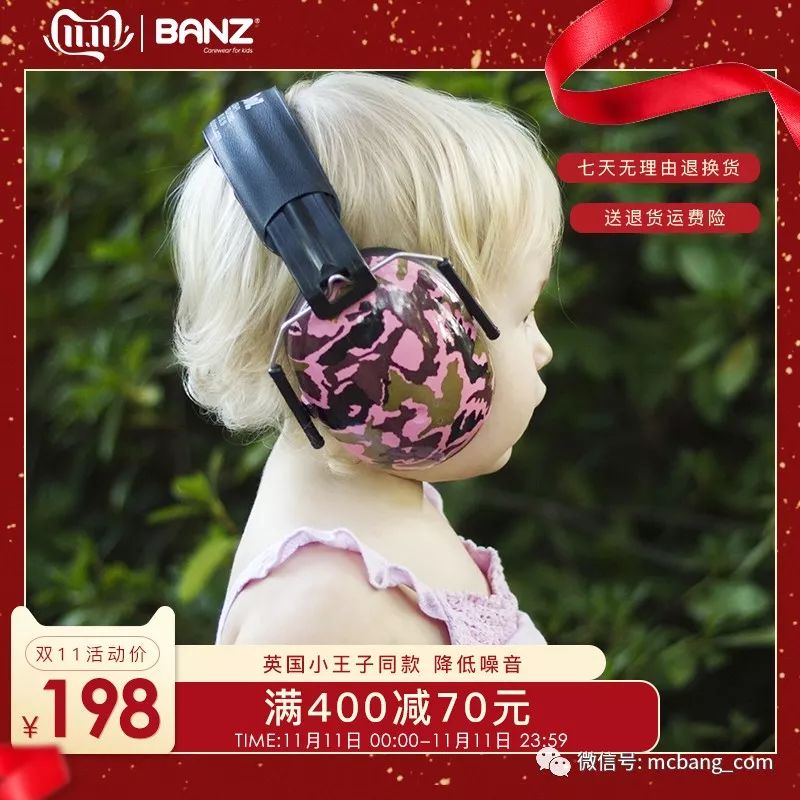 11.11
BANZ®
Carewear for kids
七天无理由退换货
送退货运费险
双11活动价
¥198
英国小王子同款 降低噪音
满400减70元
TIME:11月11日 00:00-11月11日 23:59
微信号: mcbang_com